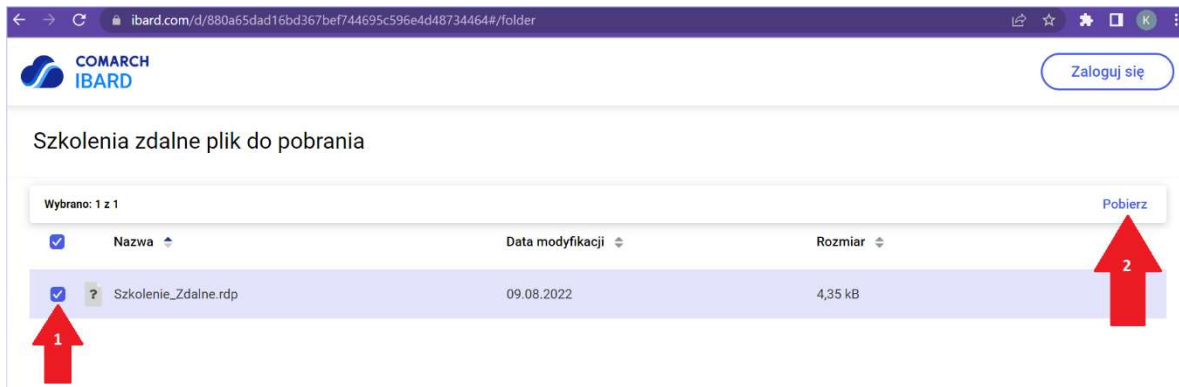 ibard.com/d/880a65dad16bd367bef744695c596e4d48734464#/folder
K
COMARCH
IBARD
Zaloguj się
Szkolenia zdalne plik do pobrania
Wybrano: 1 z 1
Pobierz
Nazwa
Data modyfikacji
Rozmiar
2
?
Szkolenie_Zdalne.rdp
09.08.2022
4,35 kB
1